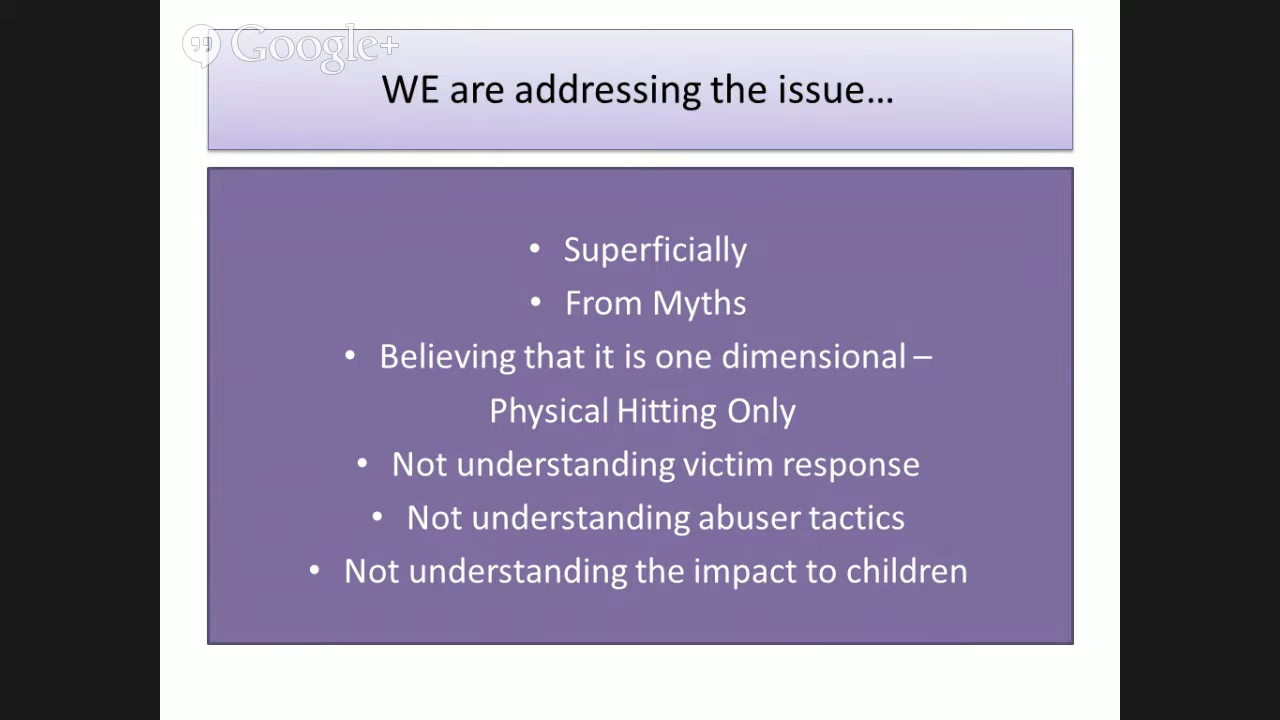 Google+
WE are addressing the issue...
• Superficially
• From Myths
• Believing that it is one dimensional –
Physical Hitting Only
• Not understanding victim response
• Not understanding abuser tactics
• Not understanding the impact to children